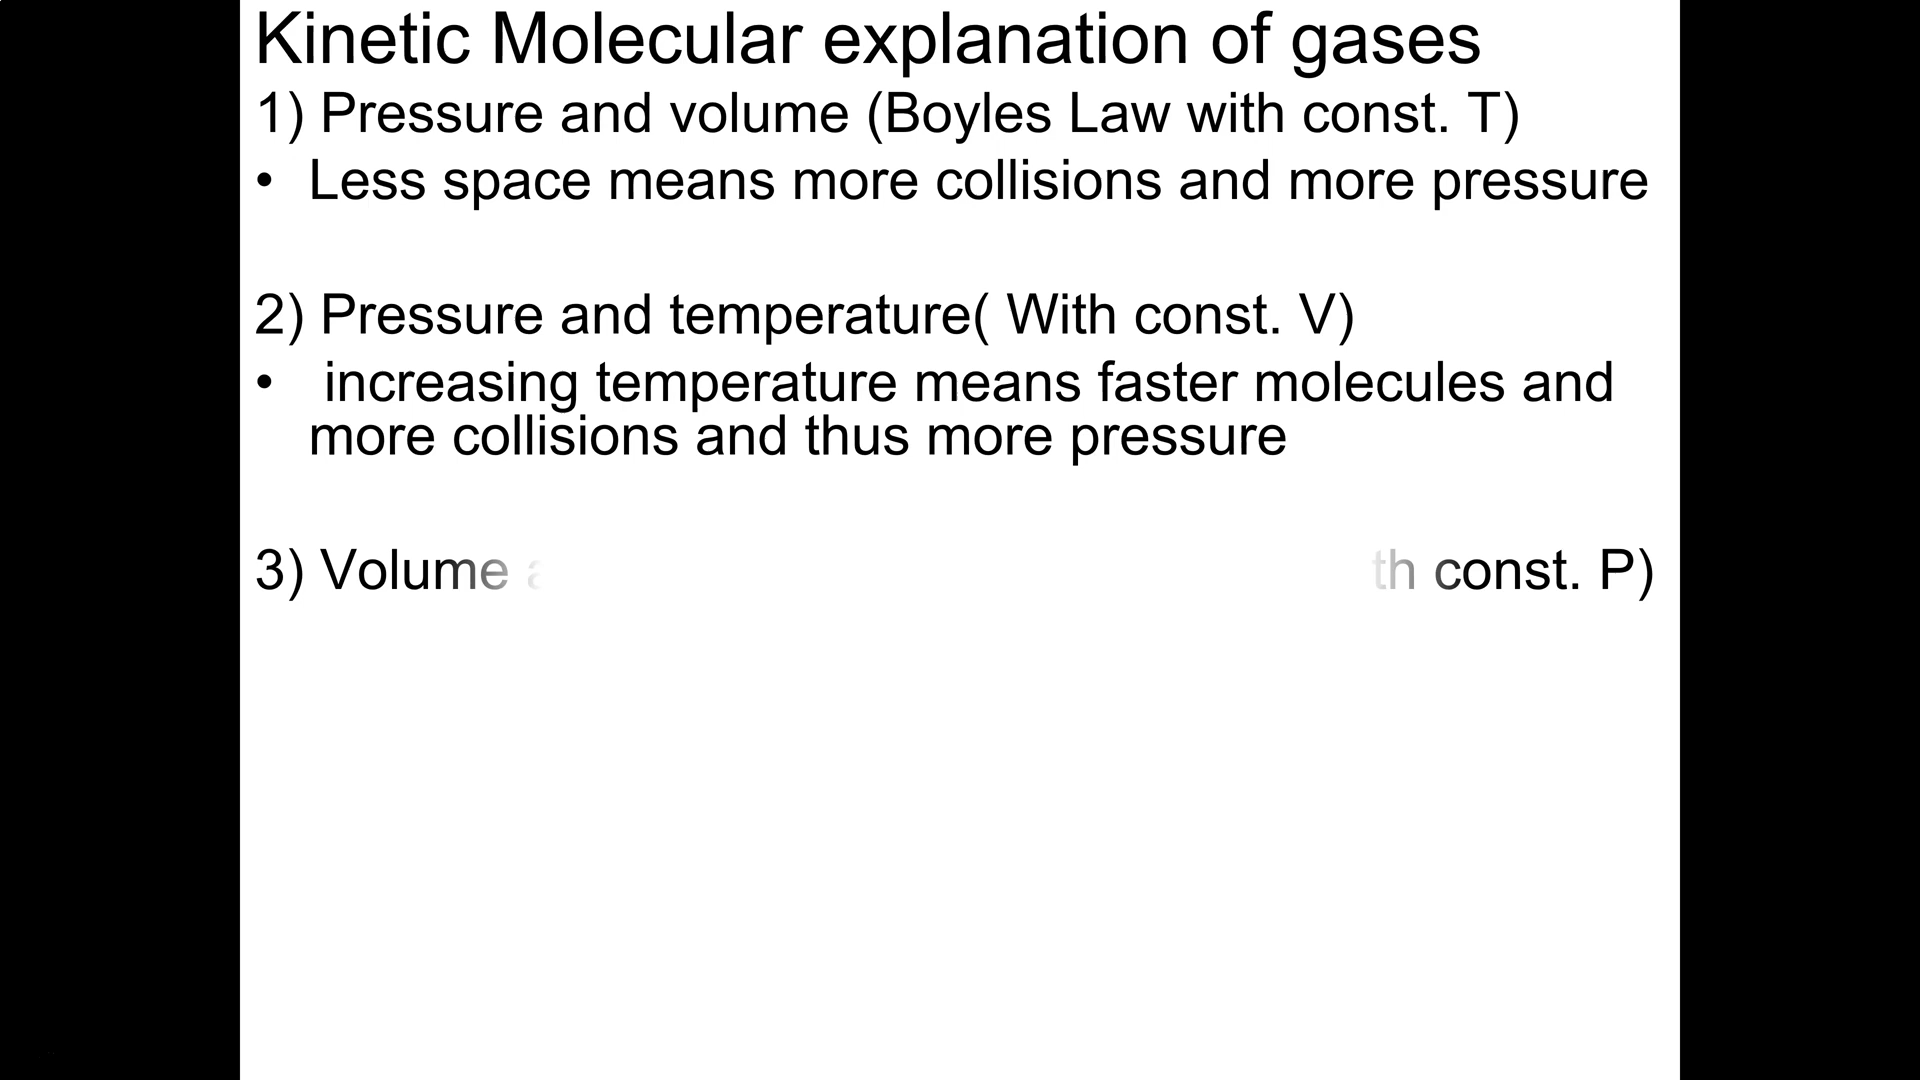 Kinetic Molecular explanation of gases
1) Pressure and volume (Boyles Law with const. T)
• Less space means more collisions and more pressure
2) Pressure and temperature( With const. V)
• increasing temperature means faster molecules and
more collisions and thus more pressure
3) Volume const. P)